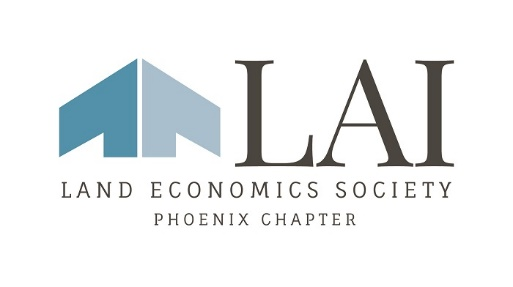 LAI
LAND ECONOMICS SOCIETY
PHOENIX CHAPTER